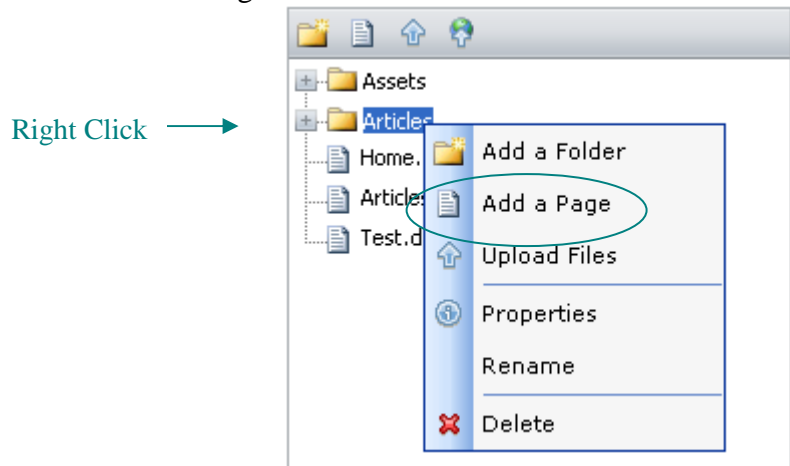 Assets
Right Click
Articles
Home.
Articles
Test.d
Add a Folder
Add a Page
Upload Files
Properties
Rename
Delete